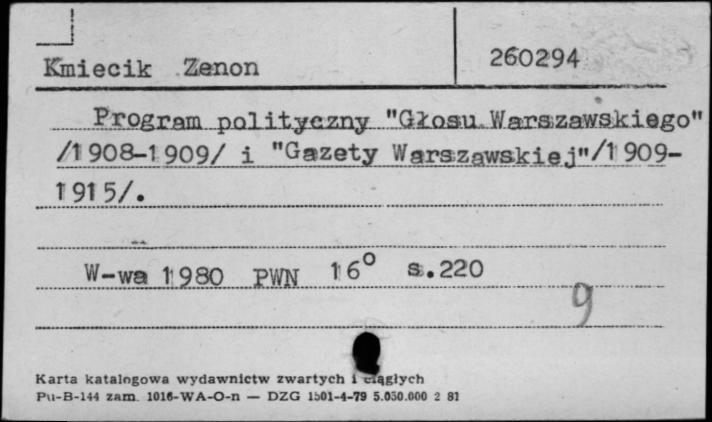 Kmiecik Zenon 260294
Program polityczny "Głosu Warszawskiego"
/1908-1909/ i "Gazety Warszawskiej"/1909-
1915/.
W-wa 1980 PWN 16° s.220
9
Karta katalogowa wydawnictw zwartych i ciągłych
Pu-B-144 zam. 1016-WA-O-n — DZG 1501-4-79 5.050.000 2 81